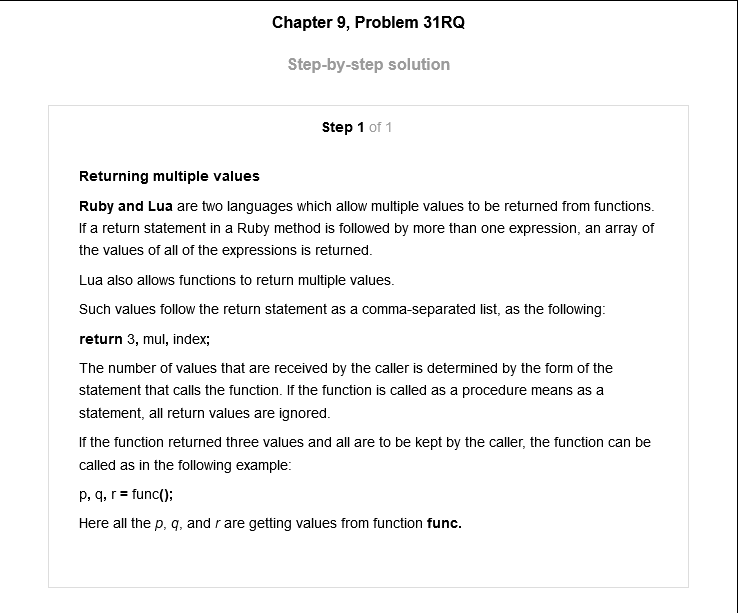 Chapter 9, Problem 31RQ
Step-by-step solution
Step 1 of 1
Returning multiple values
Ruby and Lua are two languages which allow multiple values to be returned from functions.
If a return statement in a Ruby method is followed by more than one expression, an array of
the values of all of the expressions is returned.
Lua also allows functions to return multiple values.
Such values follow the return statement as a comma-separated list, as the following:
return 3, mul, index;
The number of values that are received by the caller is determined by the form of the
statement that calls the function. If the function is called as a procedure means as a
statement, all return values are ignored.
If the function returned three values and all are to be kept by the caller, the function can be
called as in the following example:
p, q, r = func();
Here all the p, q, and r are getting values from function func.